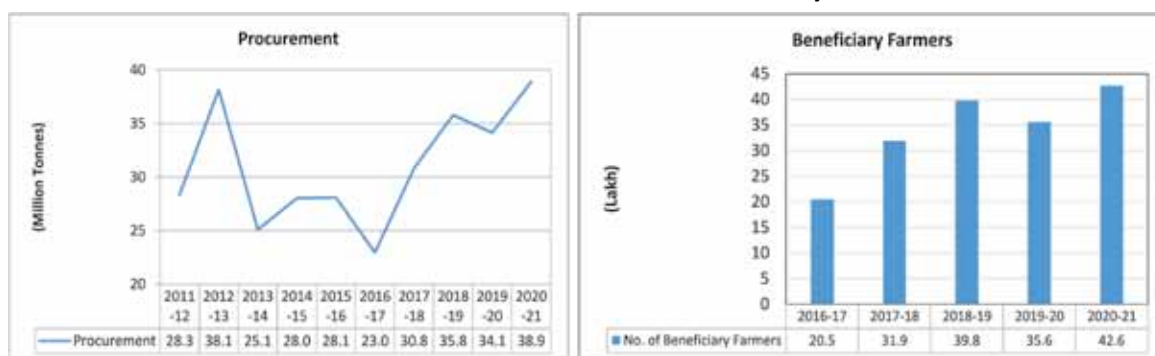 Procurement
(Million Tonnes)
40
35
30
25
20
2011 2012 2013 2014 2015 2016 2017 2018 2019 2020
-12 -13 -14 -15 -16 -17 -18 -19 -20 -21
Procurement 28.3 38.1 25.1 28.0 28.1 23.0 30.8 35.8 34.1 38.9
Beneficiary Farmers
(Lakh)
45
40
35
30
25
20
15
10
5
0
2016-17 2017-18 2018-19 2019-20 2020-21
No. of Beneficiary Farmers 20.5 31.9 39.8 35.6 42.6